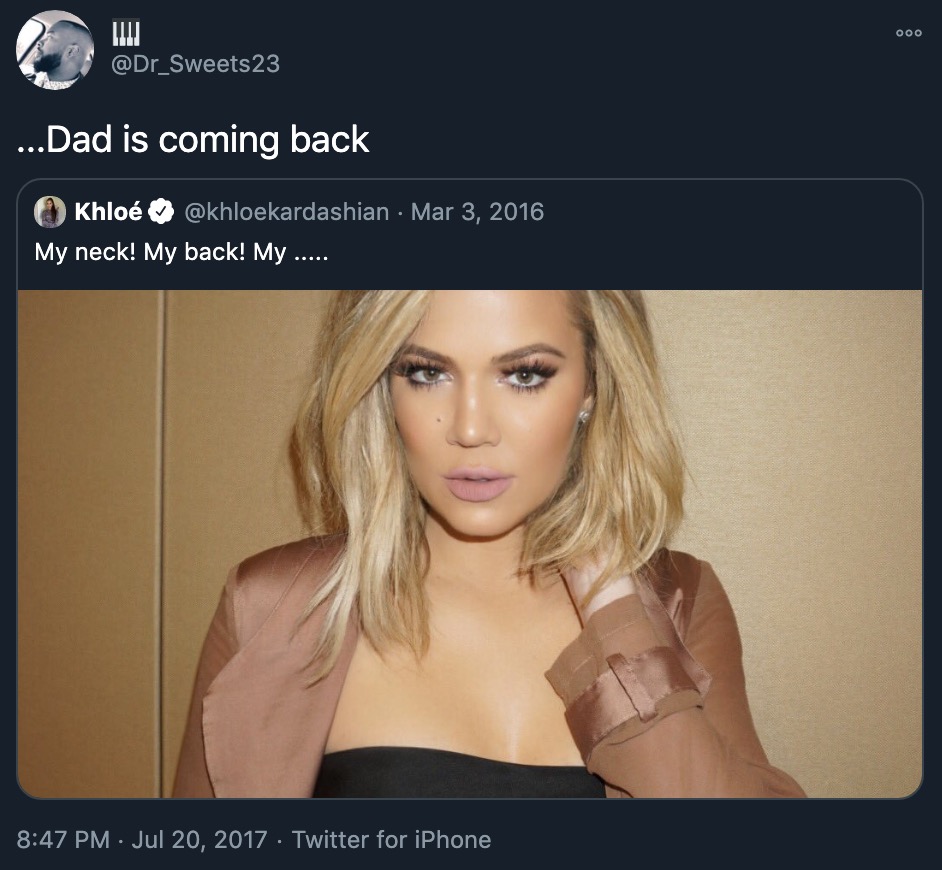 @Dr_Sweets23
...Dad is coming back
Khloé @khloekardashian · Mar 3, 2016
My neck! My back! My .....
8:47 PM · Jul 20, 2017 · Twitter for iPhone